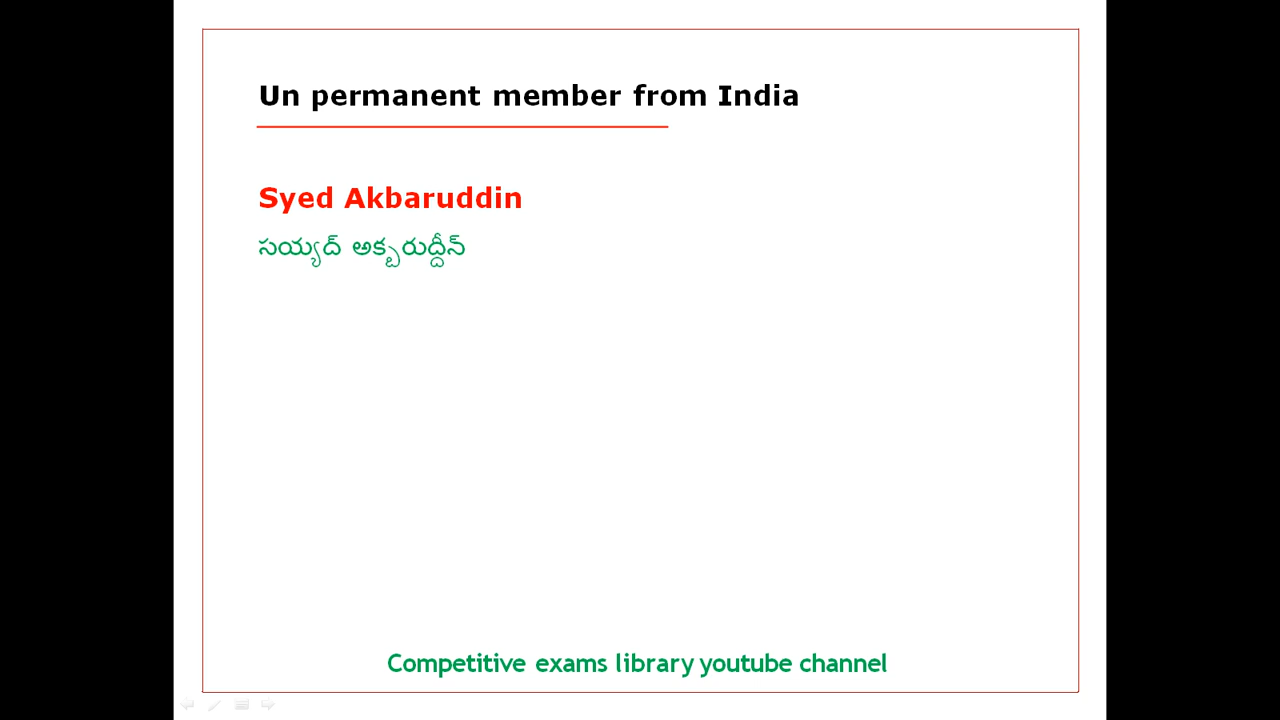 Un permanent member from India
Syed Akbaruddin
సయ్యద్ అక్బరుద్దీన్
Competitive exams library youtube channel